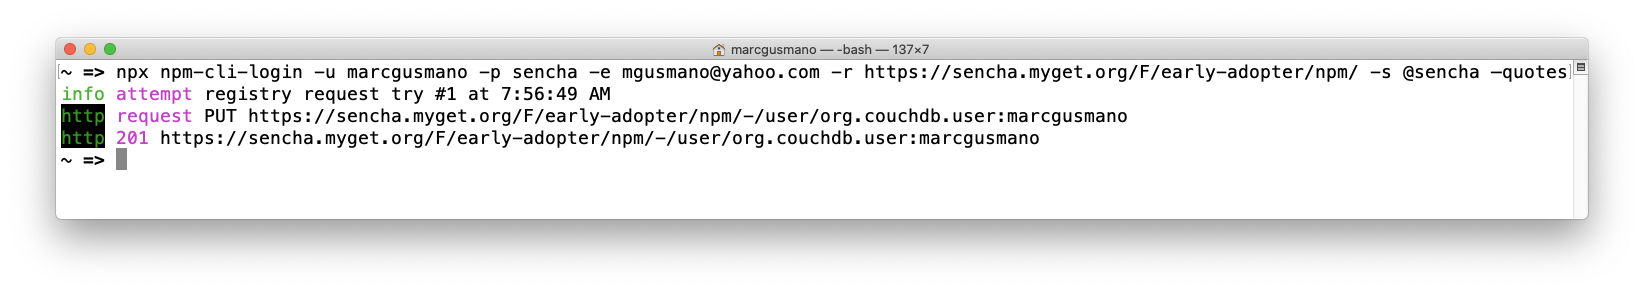 marcgusmano — -bash — 137×7
~ => npx npm-cli-login -u marcgusmano -p sencha -e mgusmano@yahoo.com -r https://sencha.myget.org/F/early-adopter/npm/ -s @sencha —quotes
info attempt registry request try #1 at 7:56:49 AM
http request PUT https://sencha.myget.org/F/early-adopter/npm/-/user/org.couchdb.user:marcgusmano
http 201 https://sencha.myget.org/F/early-adopter/npm/-/user/org.couchdb.user:marcgusmano
~ =>